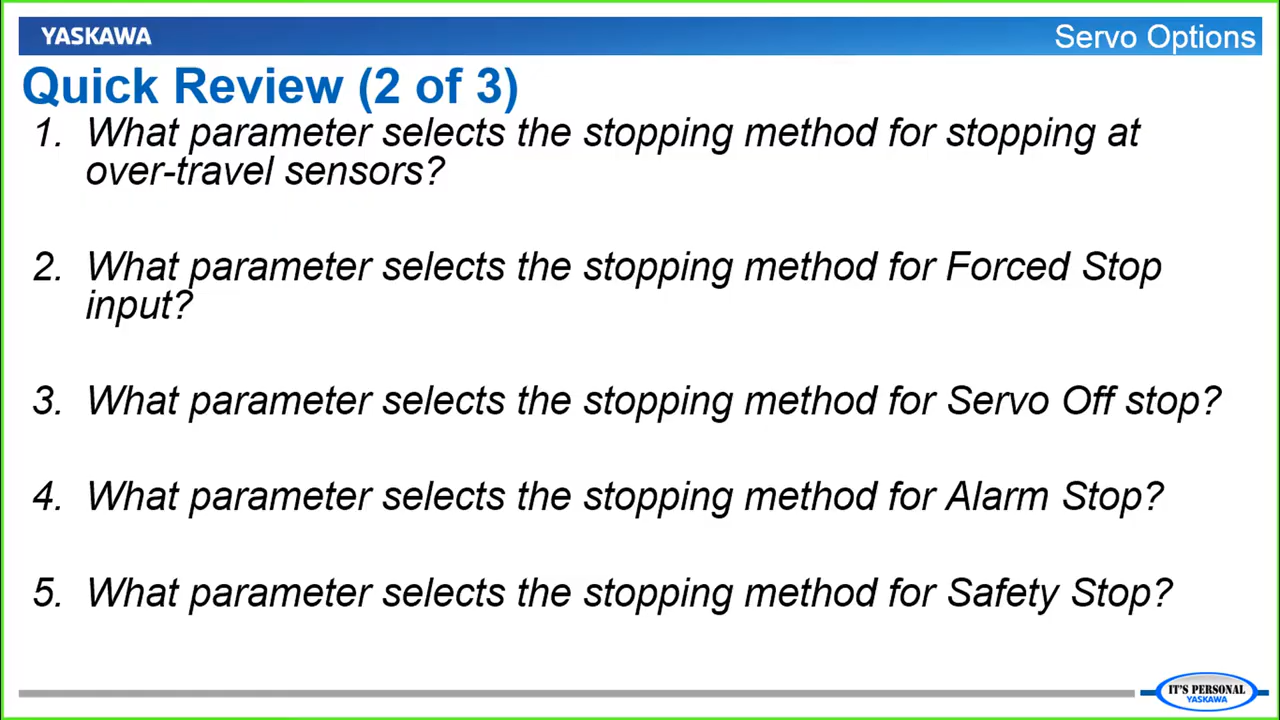 YASKAWA
Servo Options
Quick Review (2 of 3)
1. What parameter selects the stopping method for stopping at
over-travel sensors?
2. What parameter selects the stopping method for Forced Stop
input?
3. What parameter selects the stopping method for Servo Off stop?
4. What parameter selects the stopping method for Alarm Stop?
5. What parameter selects the stopping method for Safety Stop?
IT'S PERSONAL
YASKAWA